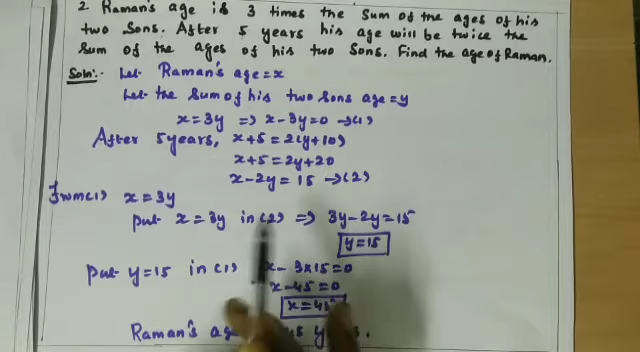 2 Raman's age is 3 times the sum of the ages of his
two Sons. After 5 years his age will be twice the
sum of the ages of his two Sons. Find the age of Raman.
Soln:- Let Raman's age = x
Let the sum of his two sons age = y
x = 3y => x - 3y = 0 →(1)
After 5 years, x+5 = 2(y+10)
x+5 = 2y+20
x-2y = 15 →(2)
From(1) x = 3y
put x = 3y in (2) => 3y-2y = 15
y = 15
put y = 15 in (1) x - 3x15 = 0
x - 45 = 0
x = 45
Raman's